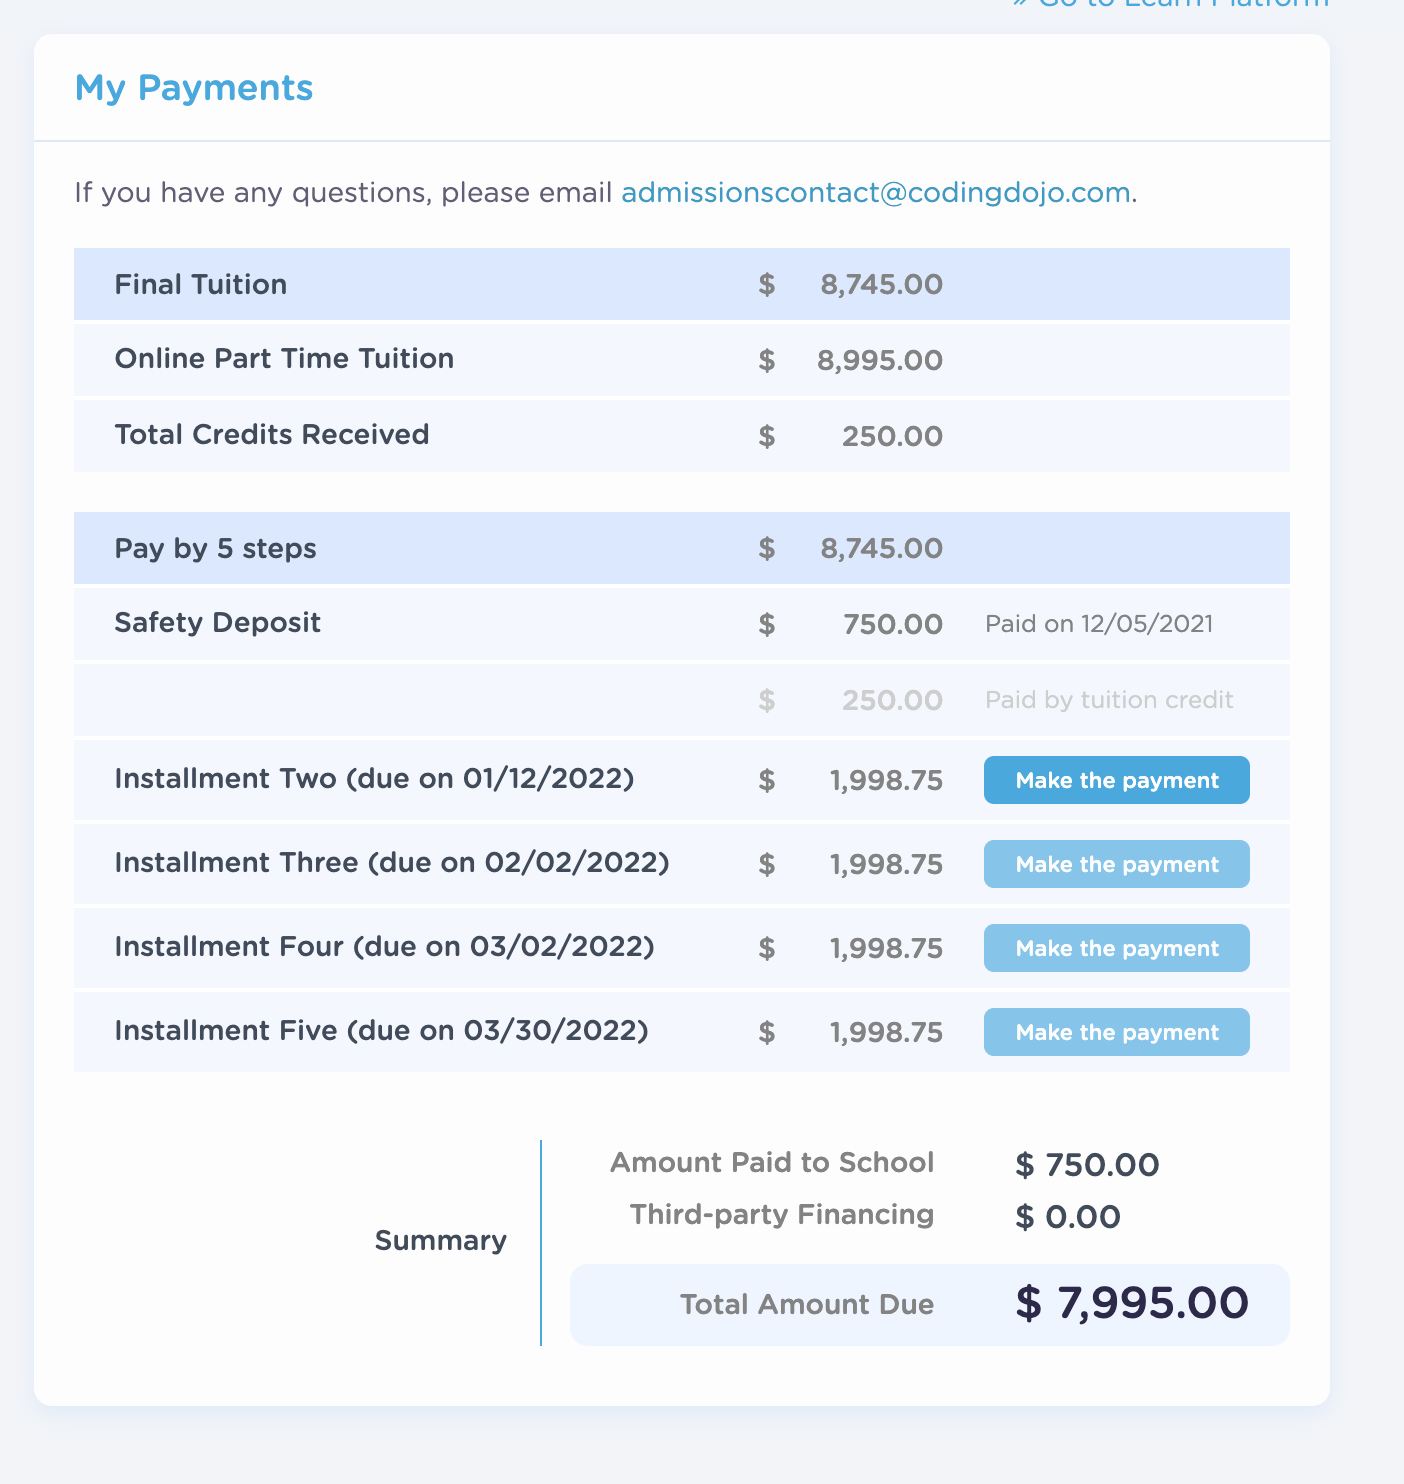 » Go to Learn Platform
My Payments
If you have any questions, please email admissionscontact@codingdojo.com.
Final Tuition $ 8,745.00
Online Part Time Tuition $ 8,995.00
Total Credits Received $ 250.00
Pay by 5 steps $ 8,745.00
Safety Deposit $ 750.00 Paid on 12/05/2021
$ 250.00 Paid by tuition credit
Installment Two (due on 01/12/2022) $ 1,998.75 Make the payment
Installment Three (due on 02/02/2022) $ 1,998.75 Make the payment
Installment Four (due on 03/02/2022) $ 1,998.75 Make the payment
Installment Five (due on 03/30/2022) $ 1,998.75 Make the payment
Amount Paid to School $ 750.00
Third-party Financing $ 0.00
Summary
Total Amount Due $ 7,995.00